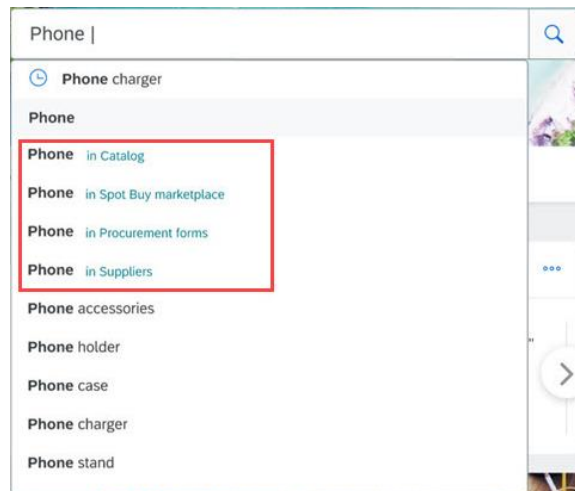 Phone |
Phone charger
Phone
Phone in Catalog
Phone in Spot Buy marketplace
Phone in Procurement forms
Phone in Suppliers
Phone accessories
Phone holder
Phone case
Phone charger
Phone stand